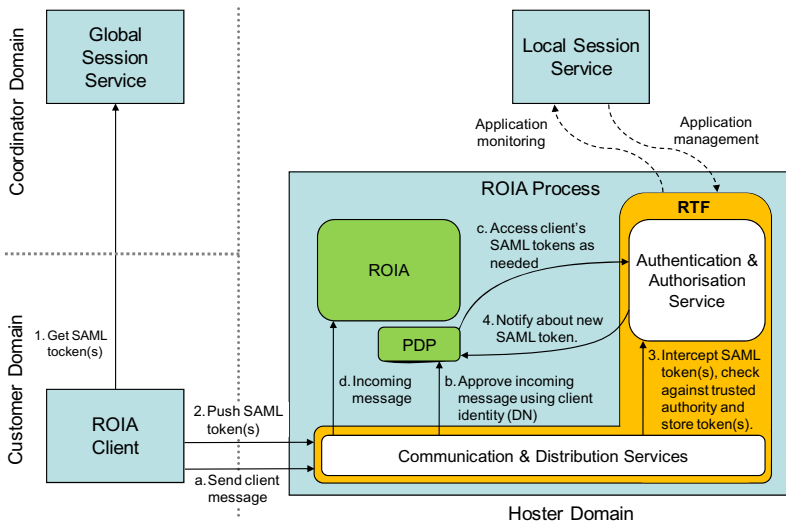 Coordinator Domain
Global
Session
Service
Local Session
Service
Application
monitoring
Application
management
ROIA Process
RTF
c. Access client's
SAML tokens as
needed
ROIA
Authentication &
Authorisation
Service
4. Notify about new
SAML token.
PDP
Customer Domain
1. Get SAML
tocken(s)
3. Intercept SAML
token(s), check
against trusted
authority and
store token(s).
d. Incoming
message
b. Approve incoming
message using client
identity (DN)
ROIA
Client
2. Push SAML
token(s)
Communication & Distribution Services
a. Send client
message
Hoster Domain